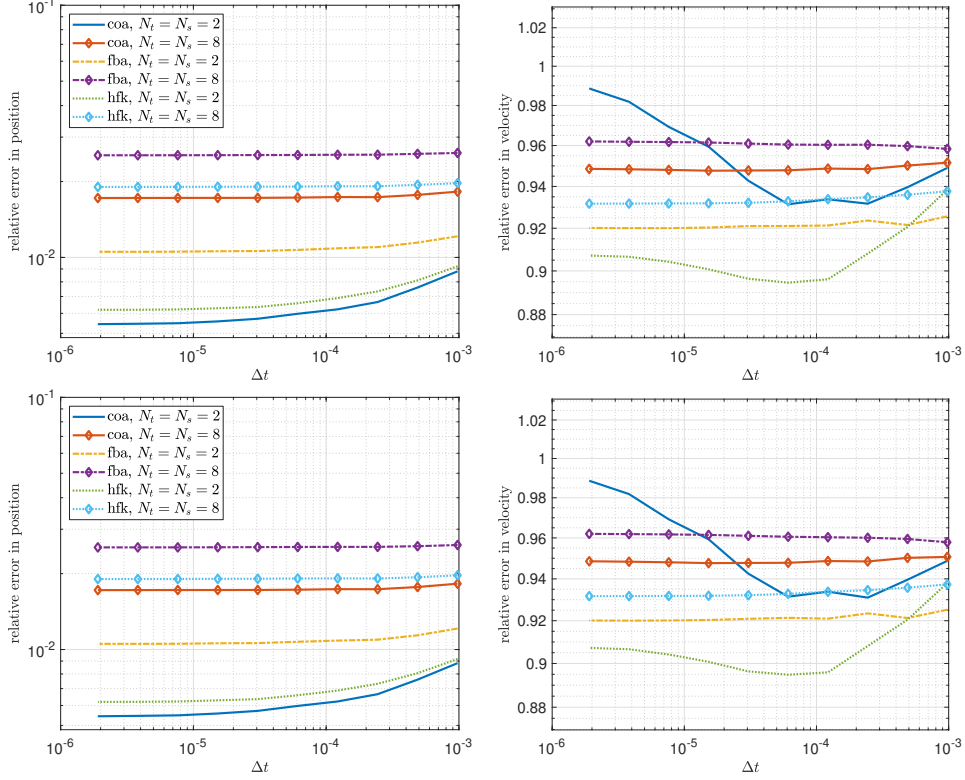 10^-1
coa, N_t = N_s = 2
coa, N_t = N_s = 8
fba, N_t = N_s = 2
fba, N_t = N_s = 8
hfk, N_t = N_s = 2
hfk, N_t = N_s = 8
10^-2
relative error in position
10^-6
10^-5
10^-4
10^-3
Δt
1.02
1
0.98
0.96
0.94
0.92
0.9
0.88
relative error in velocity
10^-6
10^-5
10^-4
10^-3
Δt
10^-1
coa, N_t = N_s = 2
coa, N_t = N_s = 8
fba, N_t = N_s = 2
fba, N_t = N_s = 8
hfk, N_t = N_s = 2
hfk, N_t = N_s = 8
10^-2
relative error in position
10^-6
10^-5
10^-4
10^-3
Δt
1.02
1
0.98
0.96
0.94
0.92
0.9
0.88
relative error in velocity
10^-6
10^-5
10^-4
10^-3
Δt